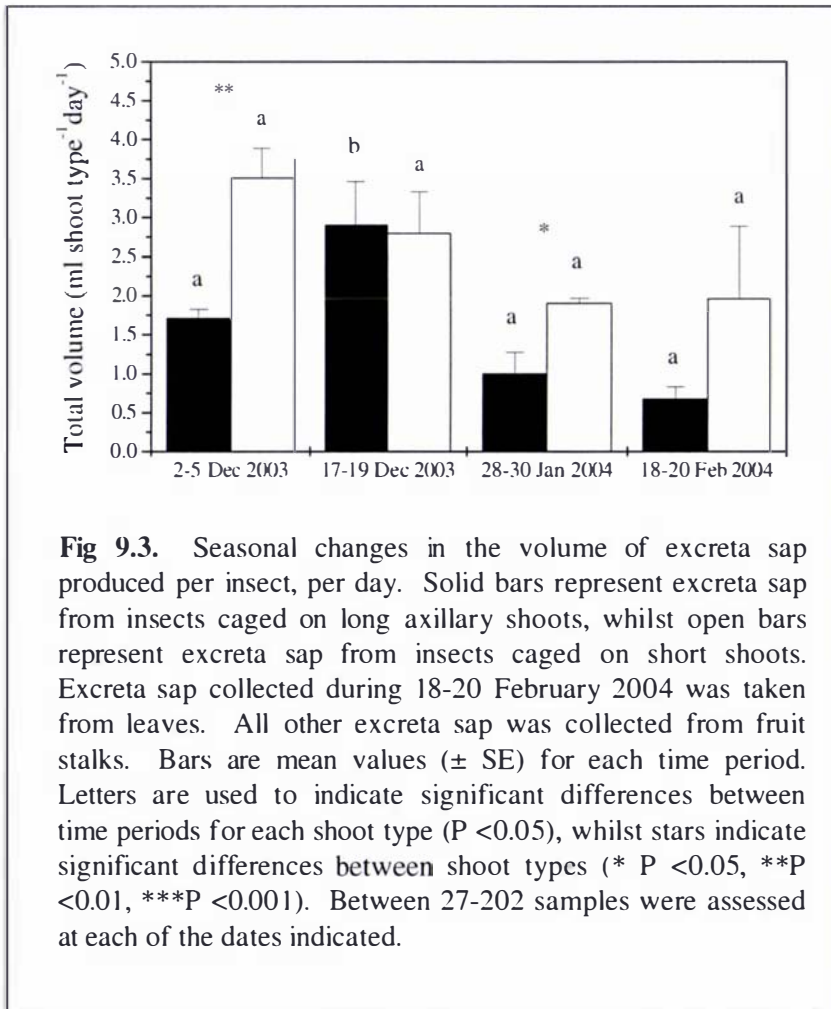 Total volume (ml shoot type⁻¹day⁻¹)
5.0
4.5
4.0
3.5
3.0
2.5
2.0
1.5
1.0
0.5
0.0
**
a
a
b
a
*
a
a
a
a
2-5 Dec 2003 17-19 Dec 2003 28-30 Jan 2004 18-20 Feb 2004
Fig 9.3. Seasonal changes in the volume of excreta sap
produced per insect, per day. Solid bars represent excreta sap
from insects caged on long axillary shoots, whilst open bars
represent excreta sap from insects caged on short shoots.
Excreta sap collected during 18-20 February 2004 was taken
from leaves. All other excreta sap was collected from fruit
stalks. Bars are mean values (± SE) for each time period.
Letters are used to indicate significant differences between
time periods for each shoot type (P <0.05), whilst stars indicate
significant differences between shoot types (* P <0.05, **P
<0.01, ***P <0.001). Between 27-202 samples were assessed
at each of the dates indicated.